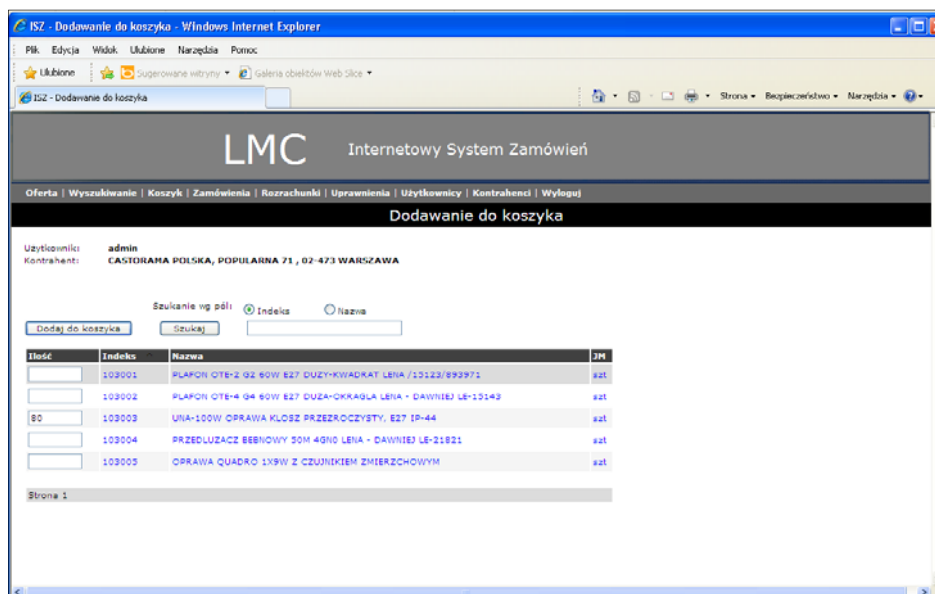 ISZ - Dodawanie do koszyka - Windows Internet Explorer
Plik Edycja Widok Ulubione Narzędzia Pomoc
Ulubione Sugerowane witryny Galeria obiektów Web Slice
ISZ - Dodawanie do koszyka Strona Bezpieczeństwo Narzędzia
LMC Internetowy System Zamówień
Oferta | Wyszukiwanie | Koszyk | Zamówienia | Rozrachunki | Uprawnienia | Użytkownicy | Kontrahenci | Wyloguj
Dodawanie do koszyka
Użytkownik: admin
Kontrahent: CASTORAMA POLSKA, POPULARNA 71 , 02-473 WARSZAWA
Szukanie wg pól: Indeks Nazwa
Dodaj do koszyka Szukaj
Ilość Indeks Nazwa JM
103001 PLAFON OTE-2 G2 60W E27 DUZY-KWADRAT LENA /15123/893971 szt
103002 PLAFON OTE-4 G4 60W E27 DUZA-OKRAGLA LENA - DAWNIEJ LE-15143 szt
80 103003 UNA-100W OPRAWA KLOSZ PRZEZROCZYSTY, E27 IP-44 szt
103004 PRZEDLUZACZ BEBNOWY 50M 4GN0 LENA - DAWNIEJ LE-21821 szt
103005 OPRAWA QUADRO 1X9W Z CZUJNIKIEM ZMIERZCHOWYM szt
Strona 1